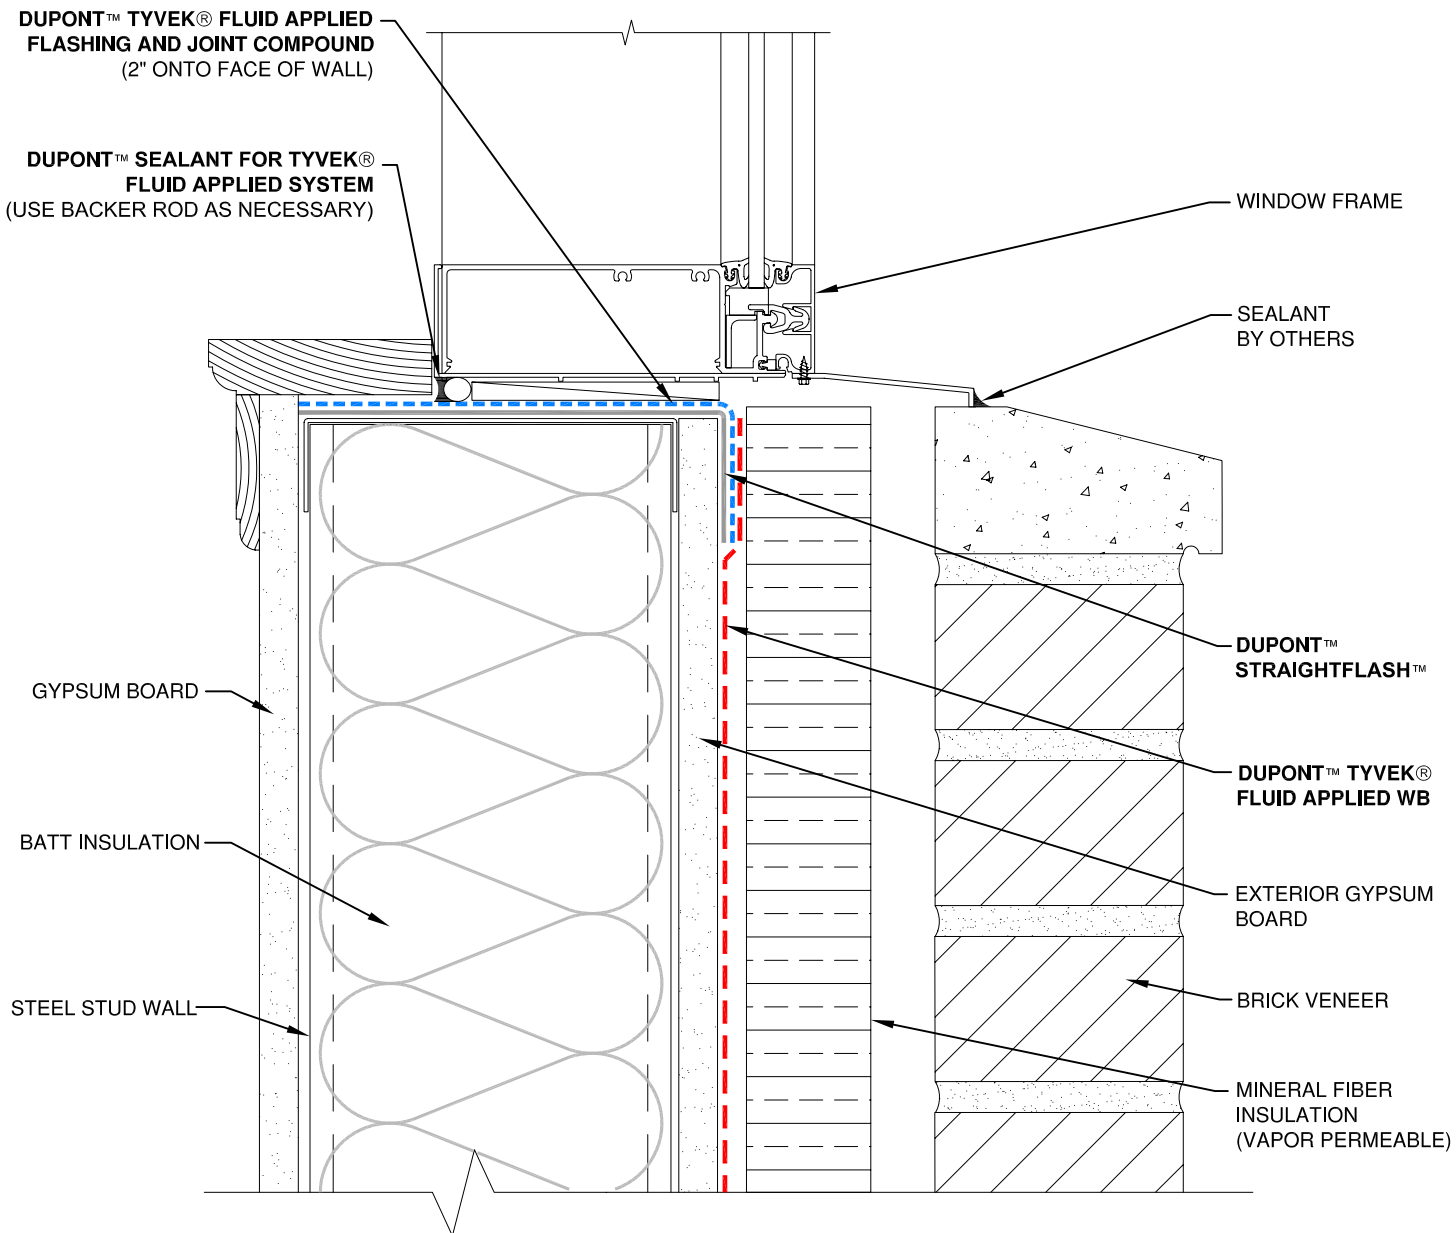 DUPONT™ TYVEK® FLUID APPLIED
FLASHING AND JOINT COMPOUND
(2" ONTO FACE OF WALL)
DUPONT™ SEALANT FOR TYVEK®
FLUID APPLIED SYSTEM
(USE BACKER ROD AS NECESSARY)
WINDOW FRAME
SEALANT
BY OTHERS
DUPONT™
STRAIGHTFLASH™
GYPSUM BOARD
DUPONT™ TYVEK®
FLUID APPLIED WB
BATT INSULATION
EXTERIOR GYPSUM
BOARD
STEEL STUD WALL
BRICK VENEER
MINERAL FIBER
INSULATION
(VAPOR PERMEABLE)